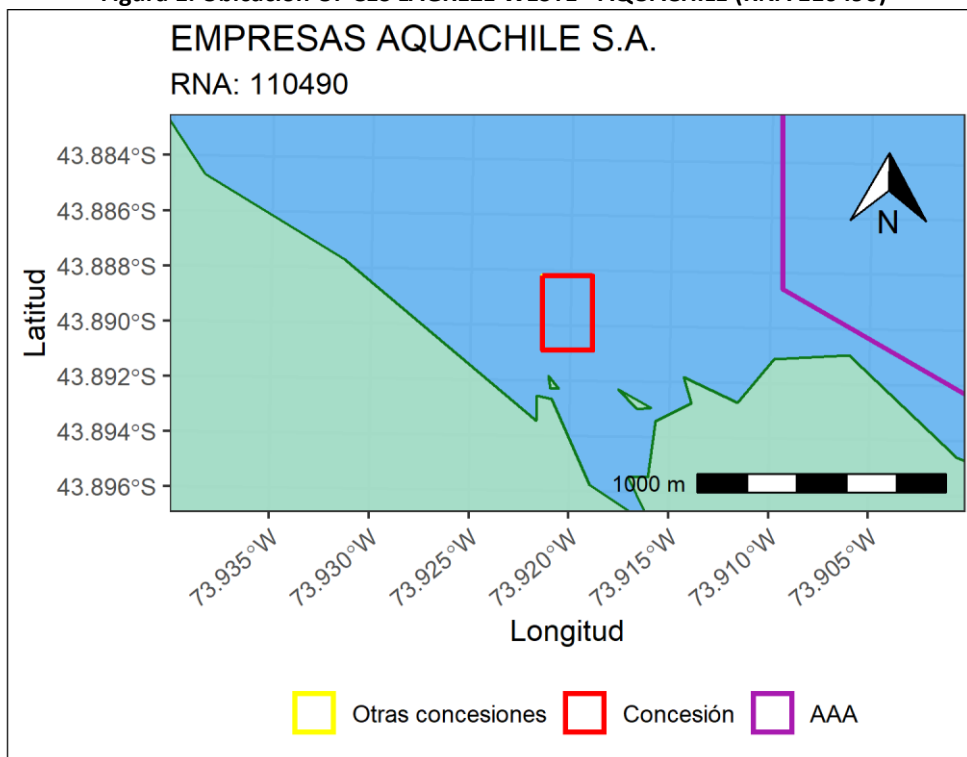 EMPRESAS AQUACHILE S.A.
RNA: 110490
43.884°S
43.886°S
43.888°S
43.890°S
43.892°S
43.894°S
43.896°S
Latitud
N
1000 m
73.935°W
73.930°W
73.925°W
73.920°W
73.915°W
73.910°W
73.905°W
Longitud
Otras concesiones
Concesión
AAA